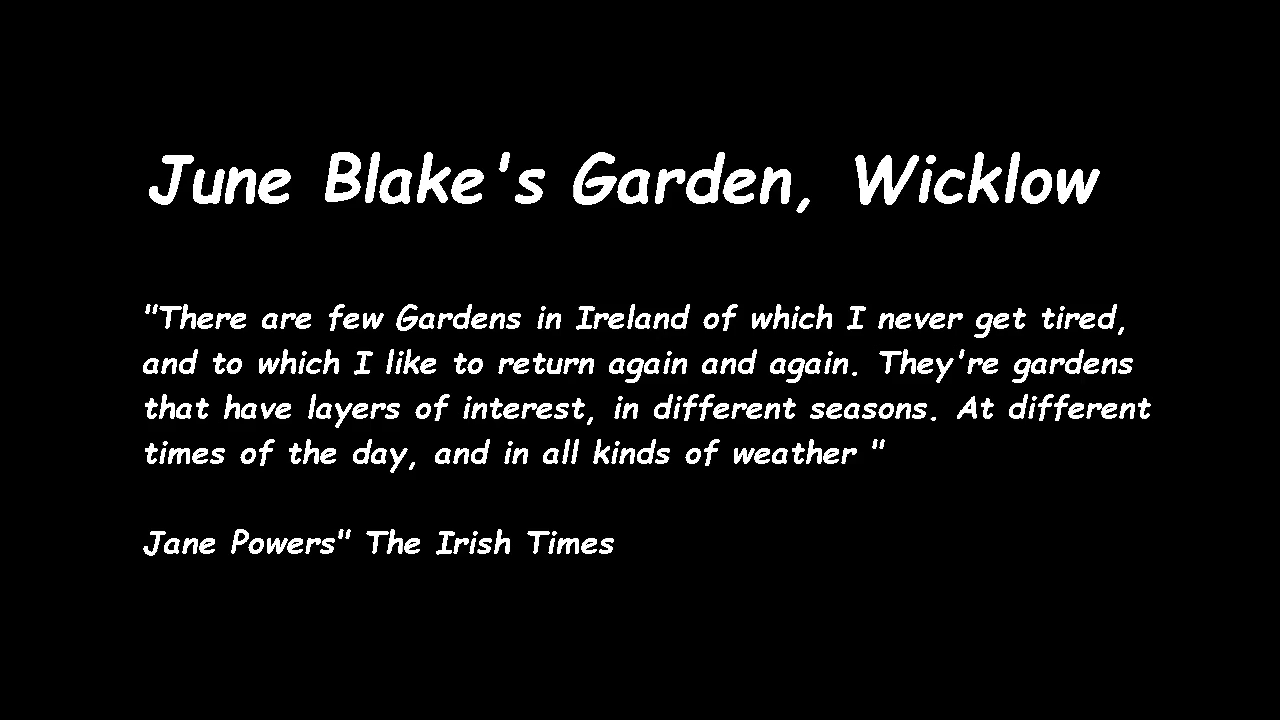 June Blake's Garden, Wicklow
"There are few Gardens in Ireland of which I never get tired,
and to which I like to return again and again. They're gardens
that have layers of interest, in different seasons. At different
times of the day, and in all kinds of weather "
Jane Powers" The Irish Times